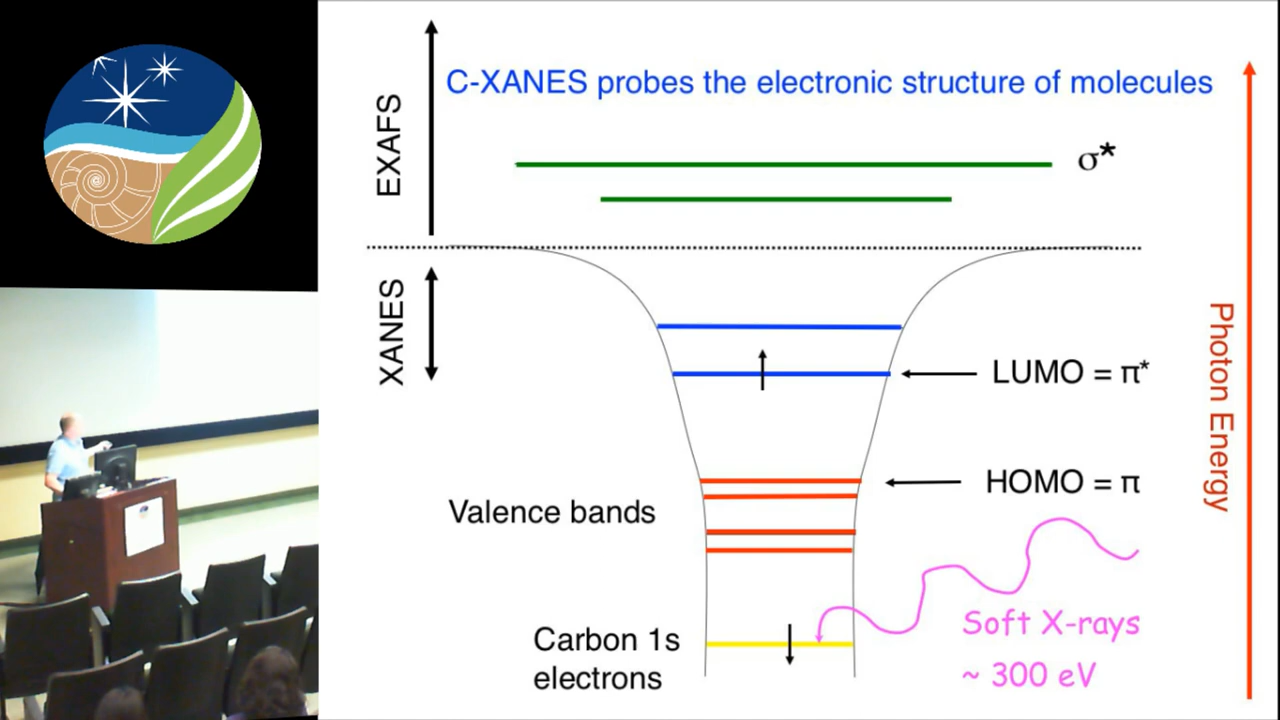 C-XANES probes the electronic structure of molecules
EXAFS
σ*
XANES
LUMO = π*
HOMO = π
Valence bands
Carbon 1s
electrons
Soft X-rays
~ 300 eV
Photon Energy